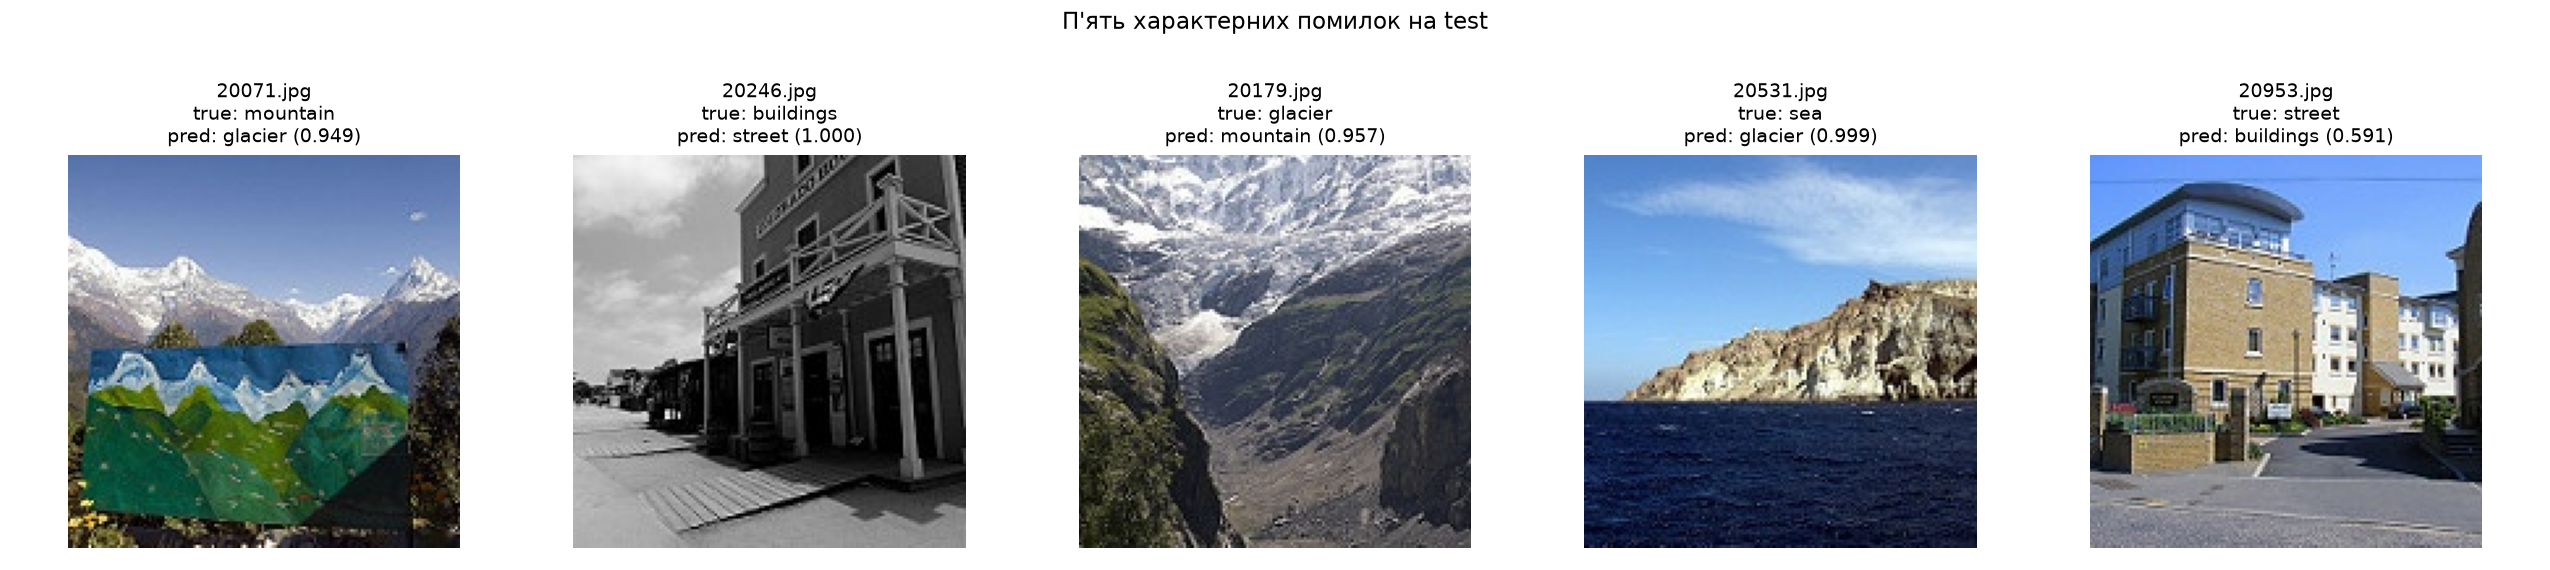 П'ять характерних помилок на test
20071.jpg
true: mountain
pred: glacier (0.949)
20246.jpg
true: buildings
pred: street (1.000)
20179.jpg
true: glacier
pred: mountain (0.957)
20531.jpg
true: sea
pred: glacier (0.999)
20953.jpg
true: street
pred: buildings (0.591)